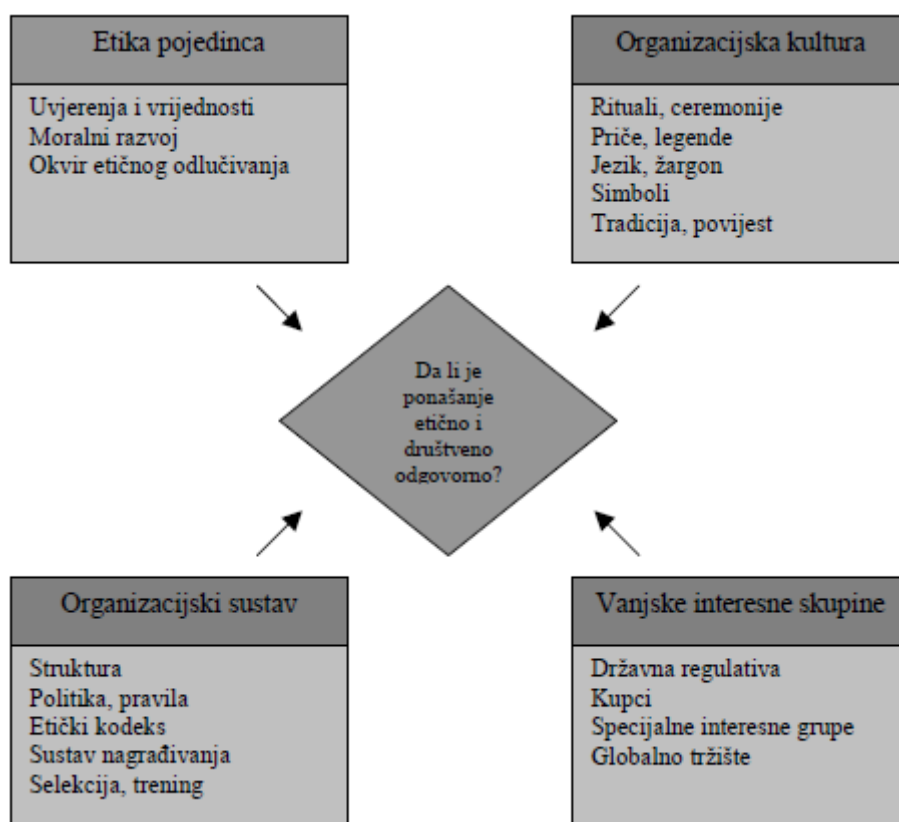 Etika pojedinca
Uvjerenja i vrijednosti
Moralni razvoj
Okvir etičnog odlučivanja
Organizacijska kultura
Rituali, ceremonije
Priče, legende
Jezik, žargon
Simboli
Tradicija, povijest
Da li je
ponašanje
etično i
društveno
odgovorno?
Organizacijski sustav
Struktura
Politika, pravila
Etički kodeks
Sustav nagrađivanja
Selekcija, trening
Vanjske interesne skupine
Državna regulativa
Kupci
Specijalne interesne grupe
Globalno tržište